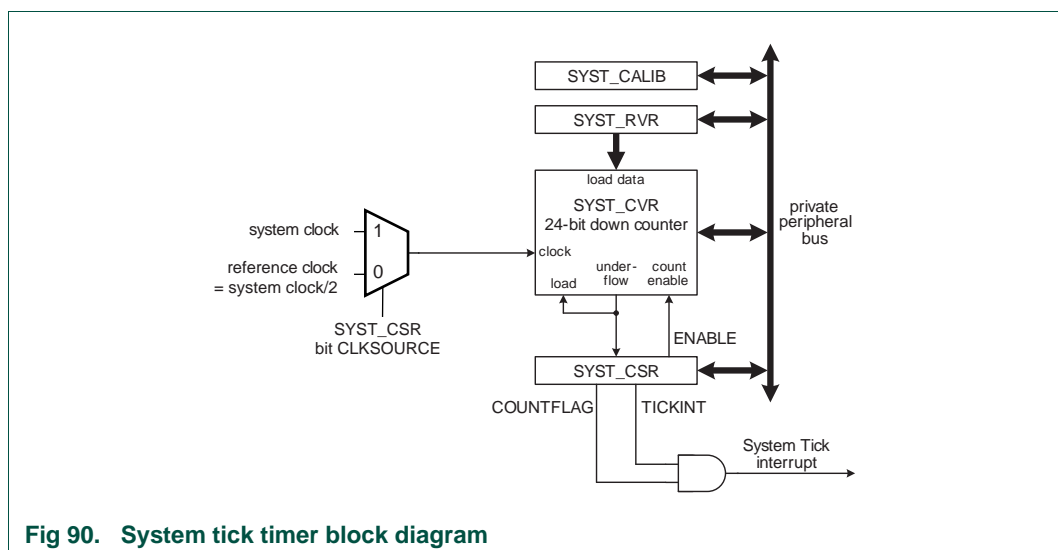 SYST_CALIB
SYST_RVR
load data
SYST_CVR
24-bit down counter
private
peripheral
bus
system clock
1
clock
reference clock
= system clock/2
0
under-
flow
count
enable
load
SYST_CSR
bit CLKSOURCE
ENABLE
SYST_CSR
COUNTFLAG
TICKINT
System Tick
interrupt
Fig 90. System tick timer block diagram